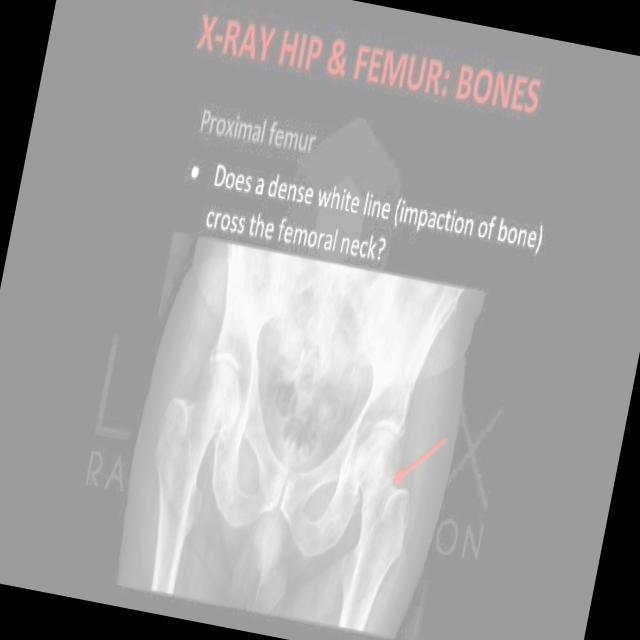 X-RAY HIP & FEMUR: BONES
Proximal femur
• Does a dense white line (impaction of bone)
cross the femoral neck?